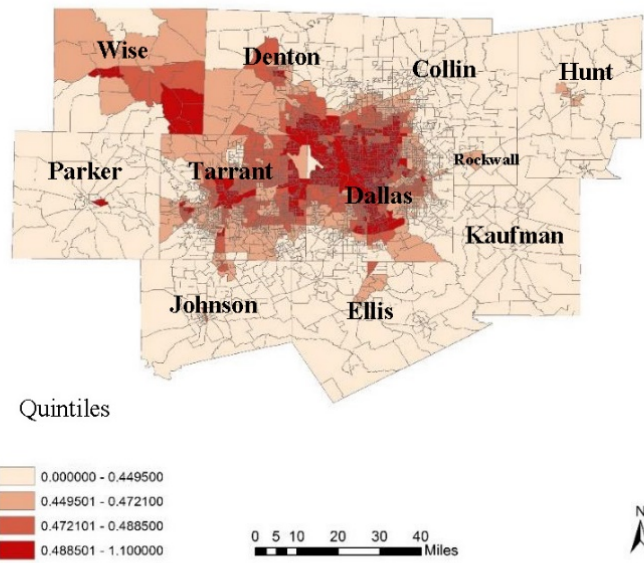 Wise
Denton
Collin
Hunt
Parker
Tarrant
Rockwall
Dallas
Kaufman
Johnson
Ellis
Quintiles
0.000000 - 0.449500
0.449501 - 0.472100
0.472101 - 0.488500
0.488501 - 1.100000
0 5 10 20 30 40
Miles
N